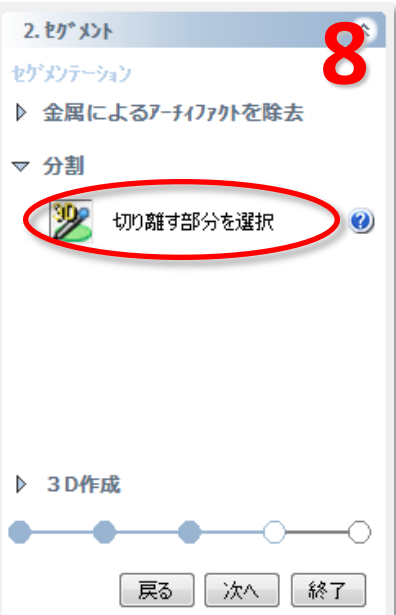 2. ｾｸﾞﾒﾝﾄ
8
ｾｸﾞﾒﾝﾃｰｼｮﾝ
金属によるｱｰﾁｨﾌｧｸﾄを除去
分割
3D
切り離す部分を選択
３D作成
戻る
次へ
終了